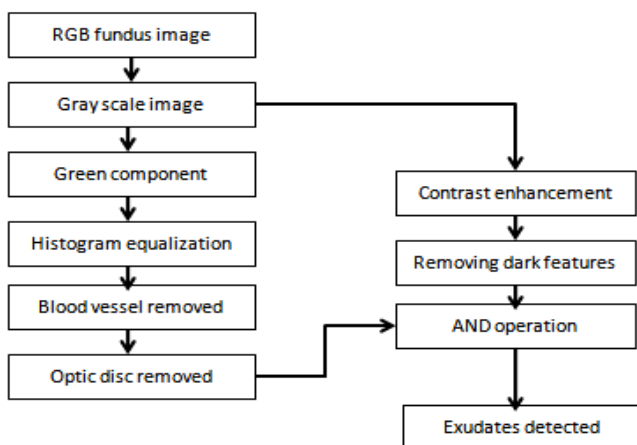 RGB fundus image
Gray scale image
Green component
Histogram equalization
Blood vessel removed
Optic disc removed
Contrast enhancement
Removing dark features
AND operation
Exudates detected